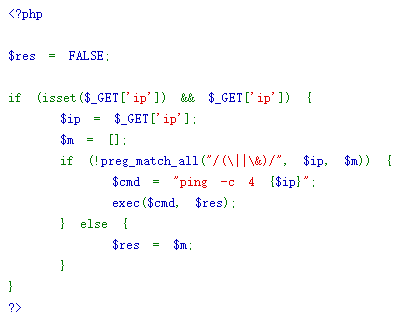 <?php
$res = FALSE;
if (isset($_GET['ip']) && $_GET['ip']) {
$ip = $_GET['ip'];
$m = [];
if (!preg_match_all("/(\||\&)/", $ip, $m)) {
$cmd = "ping -c 4 {$ip}";
exec($cmd, $res);
} else {
$res = $m;
}
}
?>